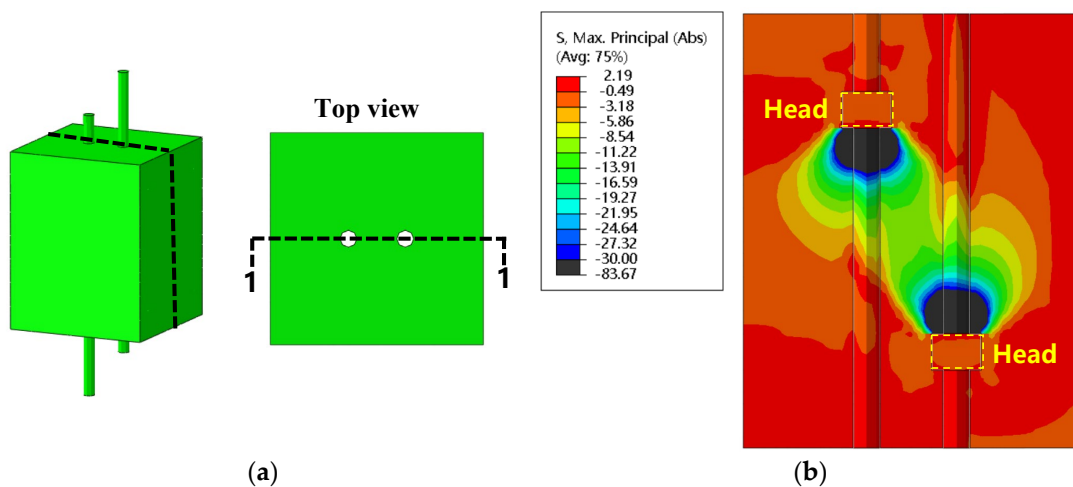 Top view
1
1
(a)
S, Max. Principal (Abs)
(Avg: 75%)
2.19
-0.49
-3.18
-5.86
-8.54
-11.22
-13.91
-16.59
-19.27
-21.95
-24.64
-27.32
-30.00
-83.67
Head
Head
(b)